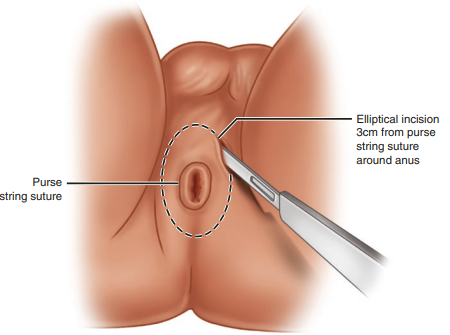 Elliptical incision
3cm from purse
string suture
around anus
Purse
string suture